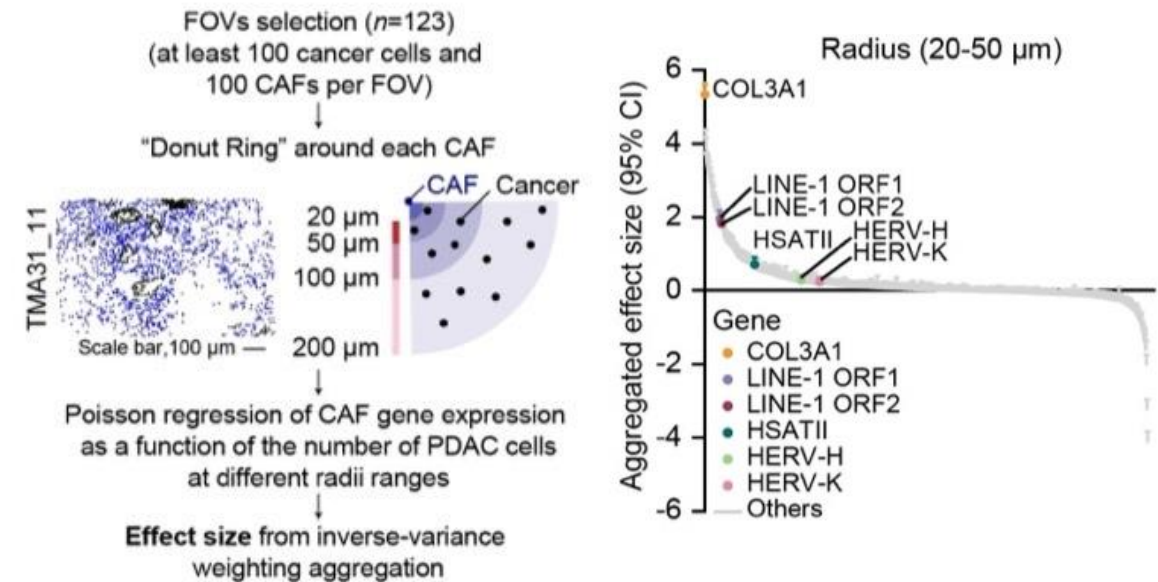 FOVs selection (n=123)
(at least 100 cancer cells and
100 CAFs per FOV)
“Donut Ring” around each CAF
TMA31_11
Scale bar,100 µm
CAF
Cancer
20 µm
50 µm
100 µm
200 µm
Poisson regression of CAF gene expression
as a function of the number of PDAC cells
at different radii ranges
Effect size from inverse-variance
weighting aggregation
Radius (20-50 µm)
Aggregated effect size (95% CI)
6
4
2
0
-2
-4
-6
COL3A1
LINE-1 ORF1
LINE-1 ORF2
HSATII
HERV-H
HERV-K
Gene
COL3A1
LINE-1 ORF1
LINE-1 ORF2
HSATII
HERV-H
HERV-K
Others